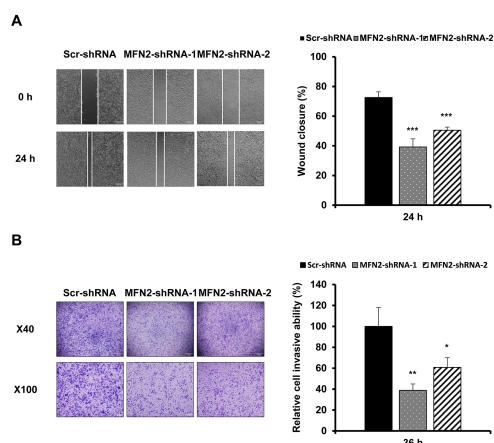 A
Scr-shRNA MFN2-shRNA-1 MFN2-shRNA-2
0 h
24 h
Scr-shRNA MFN2-shRNA-1 MFN2-shRNA-2
Wound closure (%)
100
80
60
40
20
0
***
***
24 h
B
Scr-shRNA MFN2-shRNA-1 MFN2-shRNA-2
X40
X100
Scr-shRNA MFN2-shRNA-1 MFN2-shRNA-2
Relative cell invasive ability (%)
140
120
100
80
60
40
20
0
**
*
36 h